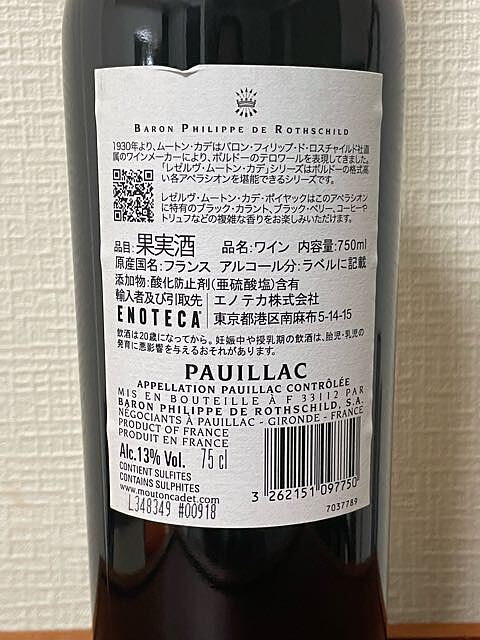 BARON PHILIPPE DE ROTHSCHILD
1930年より、ムートン・カデはバロン・フィリップ・ド・ロスチャイルド社直
属のワインメーカーにより、ボルドーのテロワールを表現してきました。
「レゼルヴ・ムートン・カデ」シリーズはボルドーの格式高
い各アペラシオンを堪能できるシリーズです。
レゼルヴ・ムートン・カデ・ポイヤックはこのアペラシオン
に特有のブラック・カラント、ブラック・ベリー、コーヒーや
トリュフなどの複雑な香りをお楽しみいただけます。
品目:果実酒 品名:ワイン 内容量:750ml
原産国名:フランス アルコール分:ラベルに記載
添加物:酸化防止剤(亜硫酸塩)含有
輸入者及び引取先 エノテカ株式会社
ENOTECA 東京都港区南麻布5-14-15
飲酒は20歳になってから。妊娠中や授乳期の飲酒は、胎児・乳児の
発育に悪影響を与えるおそれがあります。
PAUILLAC
APPELLATION PAUILLAC CONTRÔLÉE
MIS EN BOUTEILLE À F 33112 PAR
BARON PHILIPPE DE ROTHSCHILD, S.A.
NÉGOCIANTS À PAUILLAC - GIRONDE - FRANCE
PRODUCT OF FRANCE
PRODUIT EN FRANCE
Alc.13% Vol. 75 cl
CONTIENT SULFITES
CONTAINS SULPHITES
www.moutoncadet.com
L348349 #00918
3 262151 097750
7037789